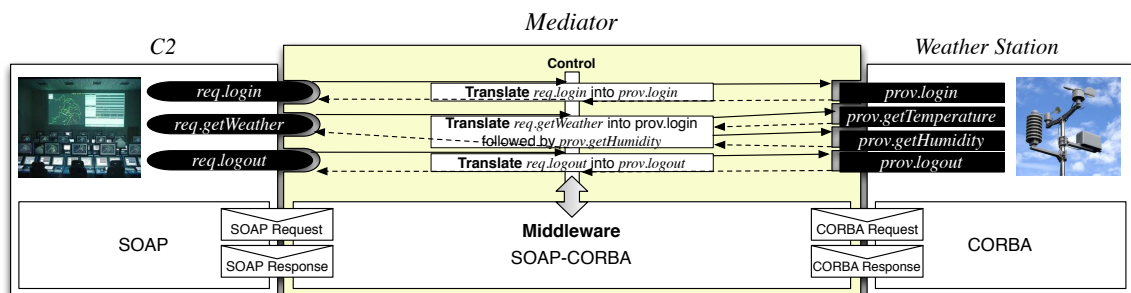 Mediator
C2
Weather Station
Control
req.login
Translate req.login into prov.login
prov.login
req.getWeather
Translate req.getWeather into prov.login
followed by prov.getHumidity
prov.getTemperature
prov.getHumidity
req.logout
Translate req.logout into prov.logout
prov.logout
SOAP
SOAP Request
SOAP Response
Middleware
SOAP-CORBA
CORBA Request
CORBA Response
CORBA